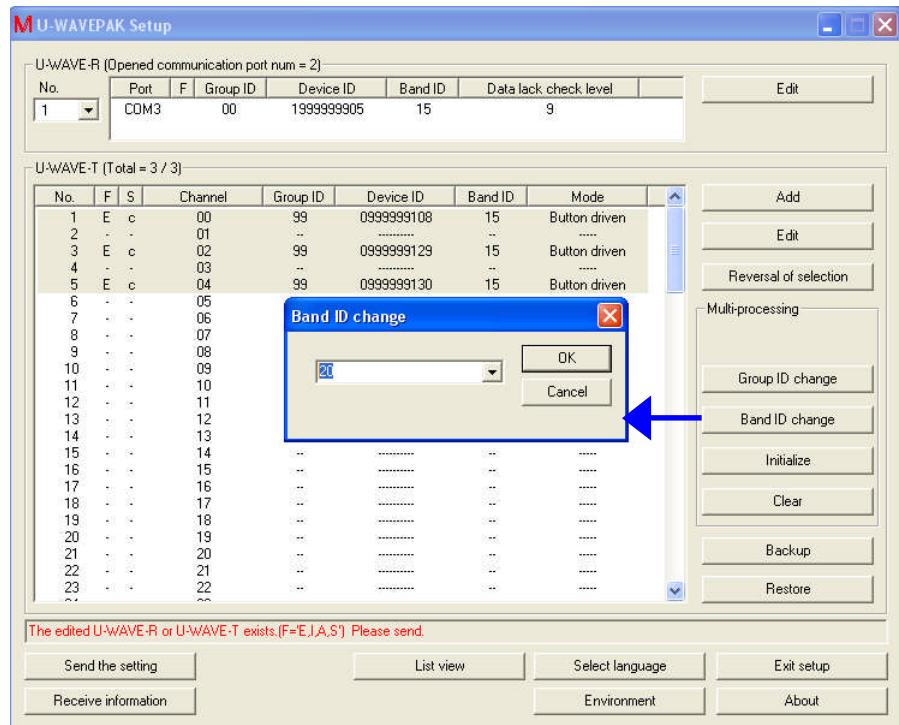 M U-WAVEPAK Setup
U-WAVE-R (Opened communication port num = 2)
No. Port F Group ID Device ID Band ID Data lack check level Edit
1 COM3 00 1999999905 15 9
U-WAVE-T (Total = 3 / 3)
No. F S Channel Group ID Device ID Band ID Mode Add
1 E c 00 99 0999999108 15 Button driven
2 - - 01 -- ---------- -- -----
Edit
3 E c 02 99 0999999129 15 Button driven
4 - - 03 -- ---------- -- -----
Reversal of selection
5 E c 04 99 0999999130 15 Button driven
6 - - 05
Multi-processing
7 - - 06
Band ID change
8 - - 07
9 - - 08
OK
10 - - 09
20
Group ID change
11 - - 10
Cancel
12 - - 11
13 - - 12
Band ID change
14 - - 13
15 - - 14 -- ---------- -- -----
Initialize
16 - - 15 -- ---------- -- -----
17 - - 16 -- ---------- -- -----
18 - - 17 -- ---------- -- -----
Clear
19 - - 18 -- ---------- -- -----
20 - - 19 -- ---------- -- -----
21 - - 20 -- ---------- -- -----
Backup
22 - - 21 -- ---------- -- -----
23 - - 22 -- ---------- -- -----
Restore
The edited U-WAVE-R or U-WAVE-T exists.(F='E,I,A,S') Please send.
Send the setting List view Select language Exit setup
Receive information Environment About